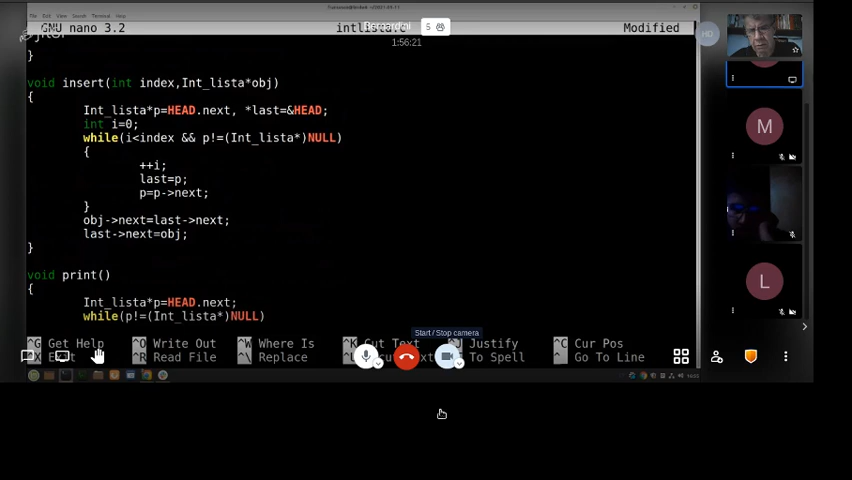 GNU nano 3.2 intlista.c Modified
5
1:56:21
HD
}
void insert(int index,Int_lista*obj)
{
Int_lista*p=HEAD.next, *last=&HEAD;
int i=0;
while(i<index && p!=(Int_lista*)NULL)
{
++i;
last=p;
p=p->next;
}
obj->next=last->next;
last->next=obj;
}
void print()
{
Int_lista*p=HEAD.next;
while(p!=(Int_lista*)NULL)
M
L
Start / Stop camera
^G Get Help ^O Write Out ^W Where Is ^K Cut Text Justify ^C Cur Pos
Exit ^R Read File ^\ Replace To Spell ^ Go To Line